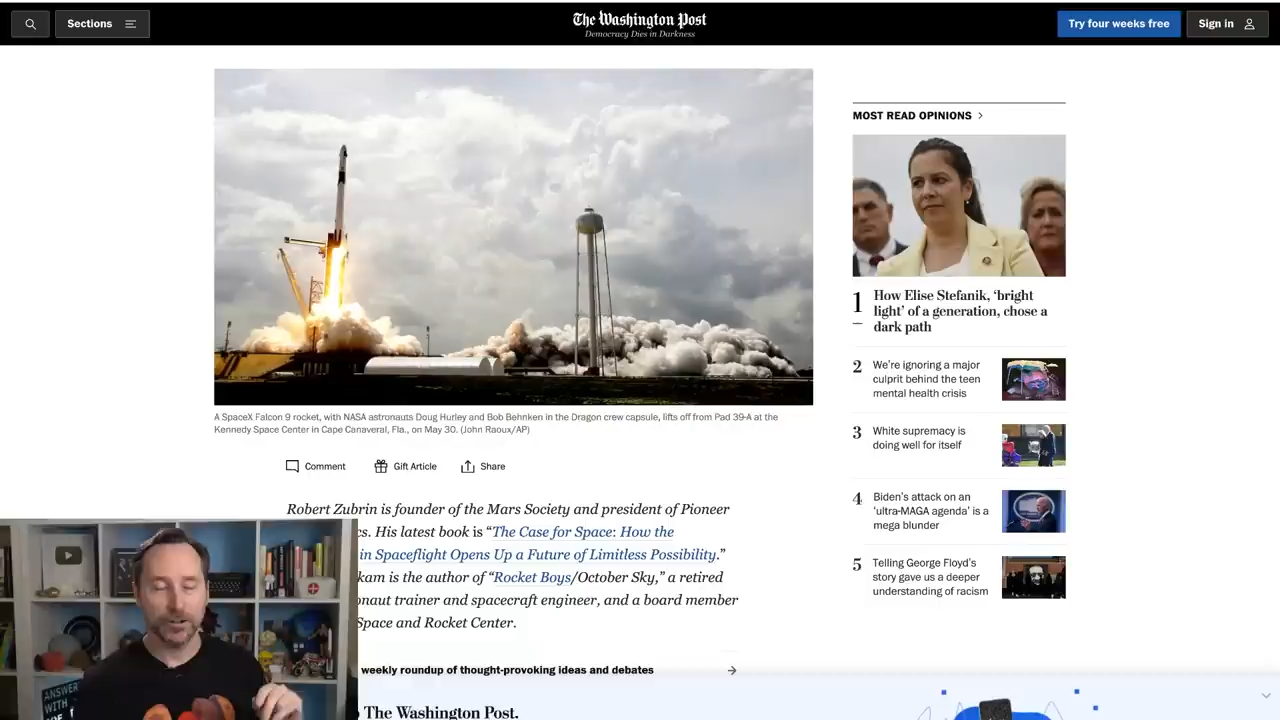 Sections
The Washington Post
Democracy Dies in Darkness
Try four weeks free
Sign in
A SpaceX Falcon 9 rocket, with NASA astronauts Doug Hurley and Bob Behnken in the Dragon crew capsule, lifts off from Pad 39-A at the
Kennedy Space Center in Cape Canaveral, Fla., on May 30. (John Raoux/AP)
Comment
Gift Article
Share
Robert Zubrin is founder of the Mars Society and president of Pioneer
cs. His latest book is “The Case for Space: How the
in Spaceflight Opens Up a Future of Limitless Possibility.”
kam is the author of “Rocket Boys/October Sky,” a retired
onaut trainer and spacecraft engineer, and a board member
Space and Rocket Center.
weekly roundup of thought-provoking ideas and debates
The Washington Post.
MOST READ OPINIONS
1
How Elise Stefanik, ‘bright
light’ of a generation, chose a
dark path
2
We’re ignoring a major
culprit behind the teen
mental health crisis
3
White supremacy is
doing well for itself
4
Biden’s attack on an
‘ultra-MAGA agenda’ is a
mega blunder
5
Telling George Floyd’s
story gave us a deeper
understanding of racism
ANSWER
WITH